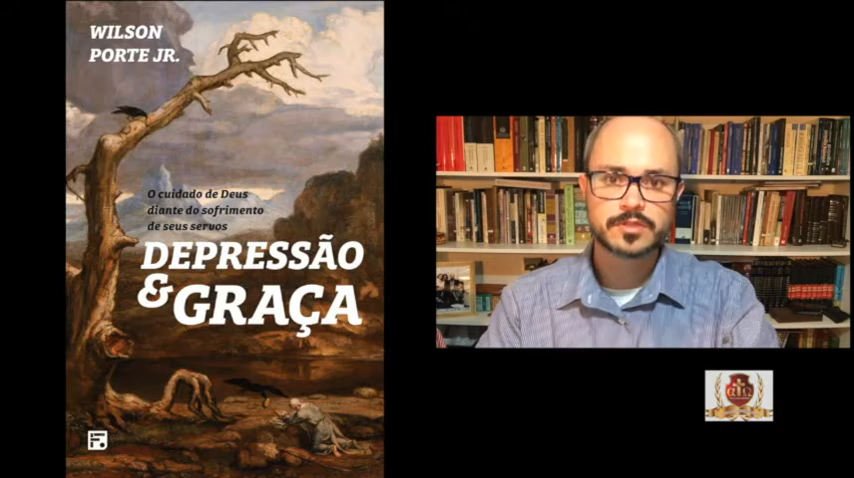 WILSON
PORTE JR.
O cuidado de Deus
diante do sofrimento
de seus servos
DEPRESSÃO
&GRAÇA